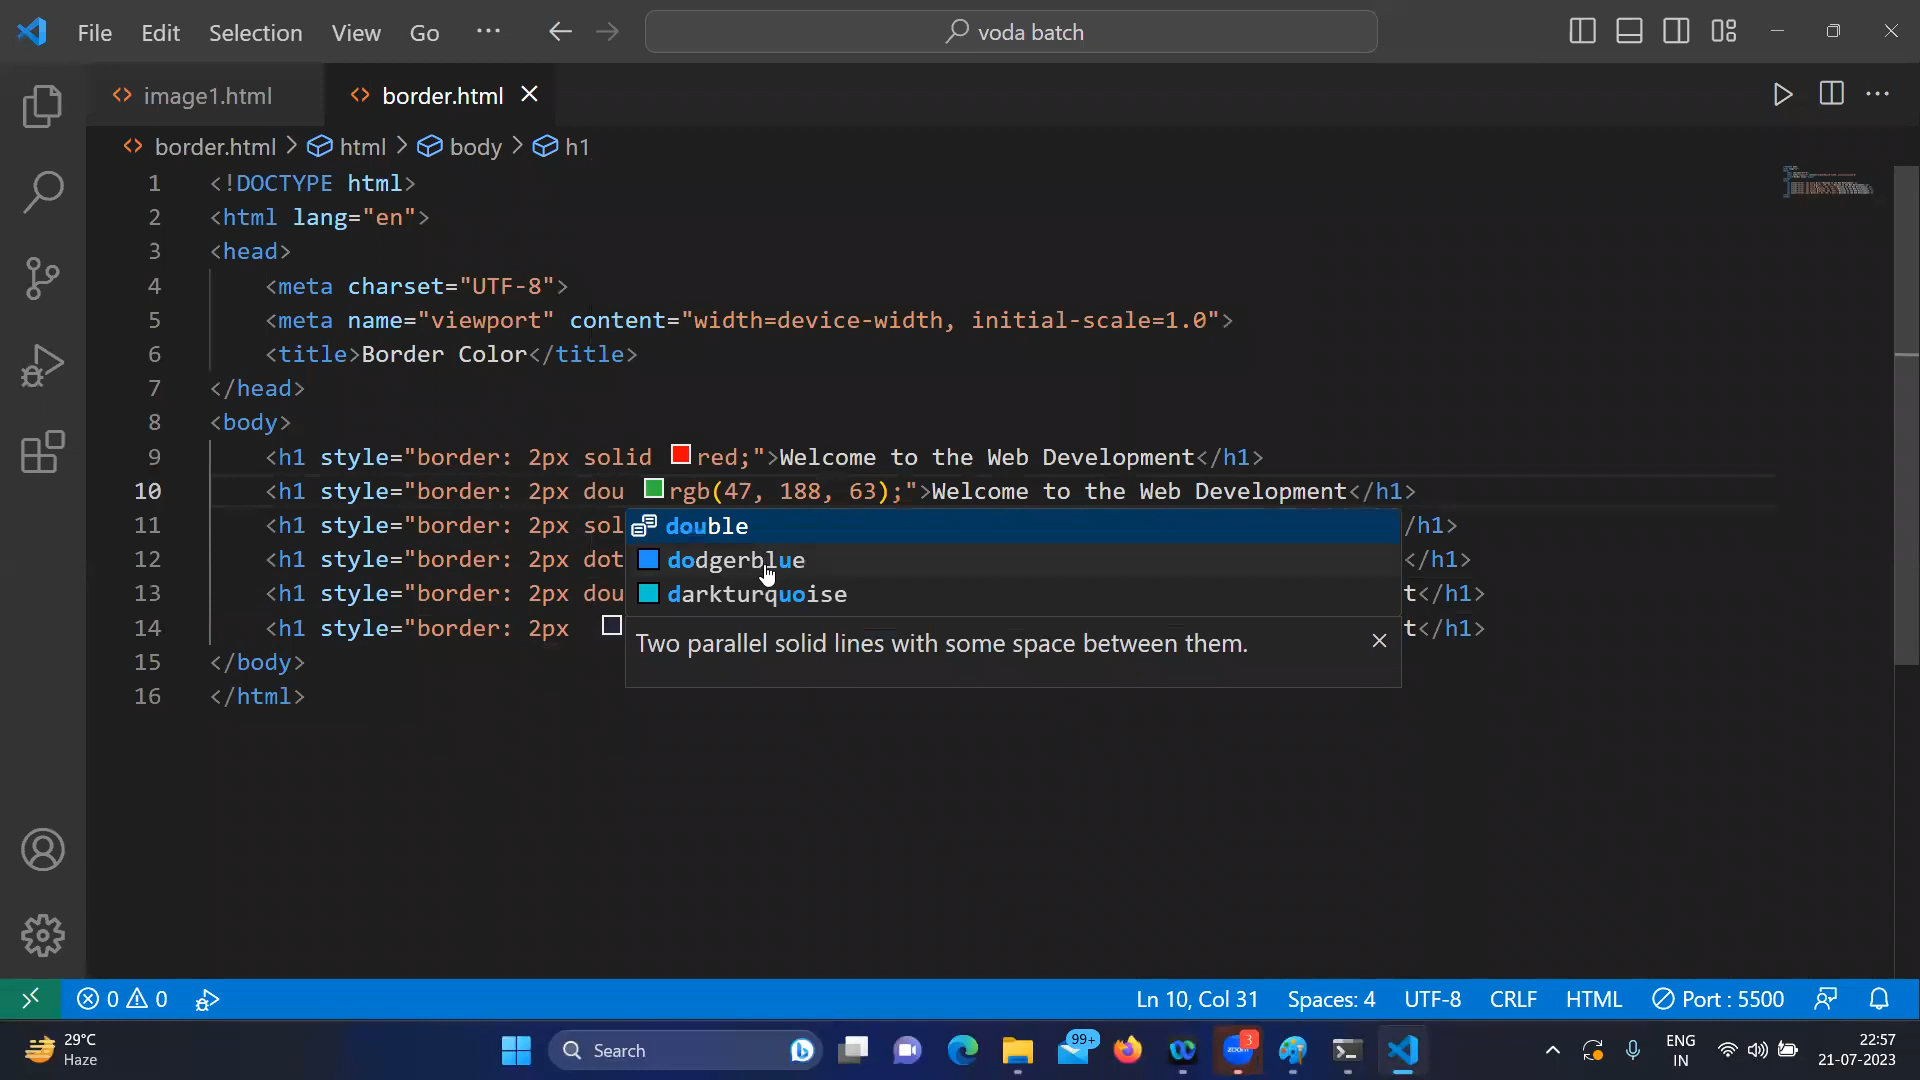 File Edit Selection View Go ... voda batch
image1.html border.html
border.html > html > body > h1
1 <!DOCTYPE html>
2 <html lang="en">
3 <head>
4 <meta charset="UTF-8">
5 <meta name="viewport" content="width=device-width, initial-scale=1.0">
6 <title>Border Color</title>
7 </head>
8 <body>
9 <h1 style="border: 2px solid red;">Welcome to the Web Development</h1>
10 <h1 style="border: 2px dou rgb(47, 188, 63);">Welcome to the Web Development</h1>
11 <h1 style="border: 2px sol /h1>
double
12 <h1 style="border: 2px dot </h1>
dodgerblue
13 <h1 style="border: 2px dou t</h1>
darkturquoise
14 <h1 style="border: 2px t</h1>
Two parallel solid lines with some space between them.
15 </body>
16 </html>
0 0 Ln 10, Col 31 Spaces: 4 UTF-8 CRLF HTML Port : 5500
29°C
Haze
Search
99+
zoom
3
ENG
IN
22:57
21-07-2023